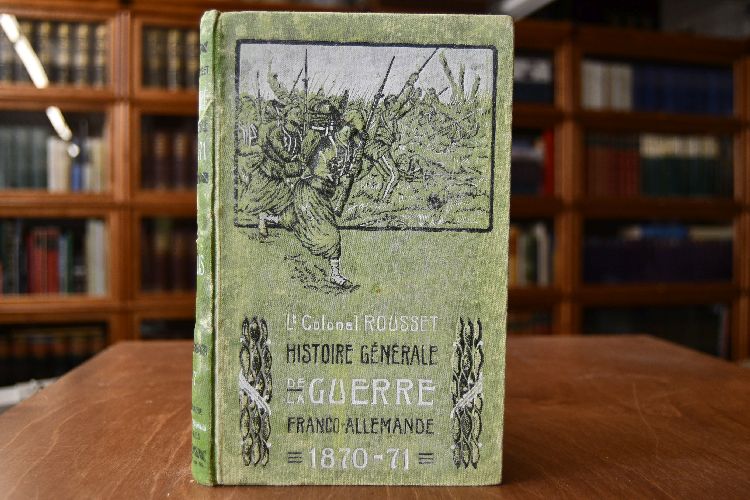 Lt Colonel ROUSSET
HISTOIRE GÉNÉRALE
DE LA GUERRE
FRANCO-ALLEMANDE
1870-71